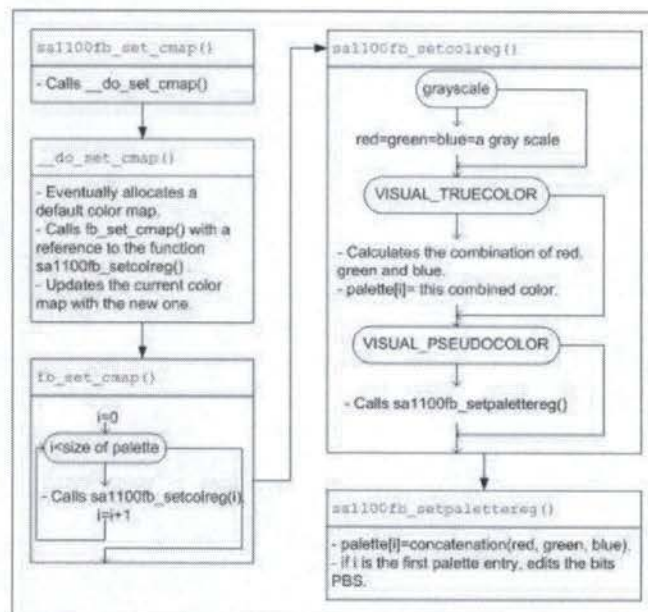 sa1100fb_set_cmap()
- Calls __do_set_cmap()
__do_set_cmap()
- Eventually allocates a
default color map.
- Calls fb_set_cmap() with a
reference to the function
sa1100fb_setcolreg() .
- Updates the current color
map with the new one.
fb_set_cmap()
i=0
i<size of palette
- Calls sa1100fb_setcolreg(i)
i=i+1
sa1100fb_setcolreg()
grayscale
red=green=blue=a gray scale
VISUAL_TRUECOLOR
- Calculates the combination of red,
green and blue.
- palette[i]= this combined color.
VISUAL_PSEUDOCOLOR
- Calls sa1100fb_setpalettereg()
sa1100fb_setpalettereg()
- palette[i]=concatenation(red, green, blue).
- if i is the first palette entry, edits the bits
PBS.